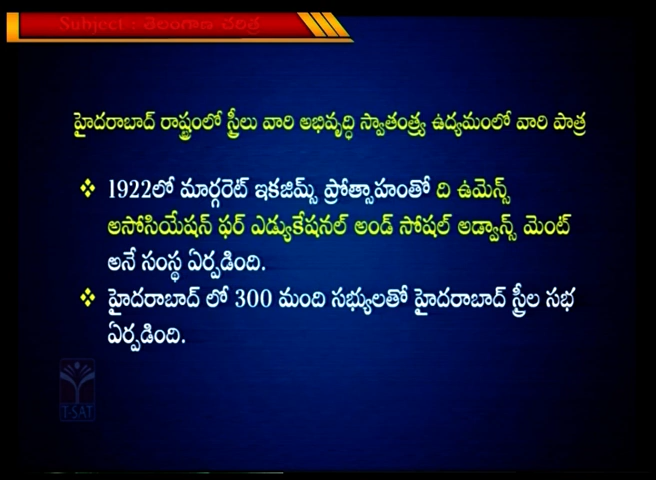 Subject : తెలంగాణ చరిత్ర
హైదరాబాద్ రాష్ట్రంలో స్త్రీలు వారి అభివృద్ధి స్వాతంత్ర్య ఉద్యమంలో వారి పాత్ర
❖ 1922లో మార్గరెట్ ఇకజిమ్స్ ప్రోత్సాహంతో ది ఉమెన్స్
అసోసియేషన్ ఫర్ ఎడ్యుకేషనల్ అండ్ సోషల్ అడ్వాన్స్ మెంట్
అనే సంస్థ ఏర్పడింది.
❖ హైదరాబాద్ లో 300 మంది సభ్యులతో హైదరాబాద్ స్త్రీల సభ
ఏర్పడింది.
T-SAT